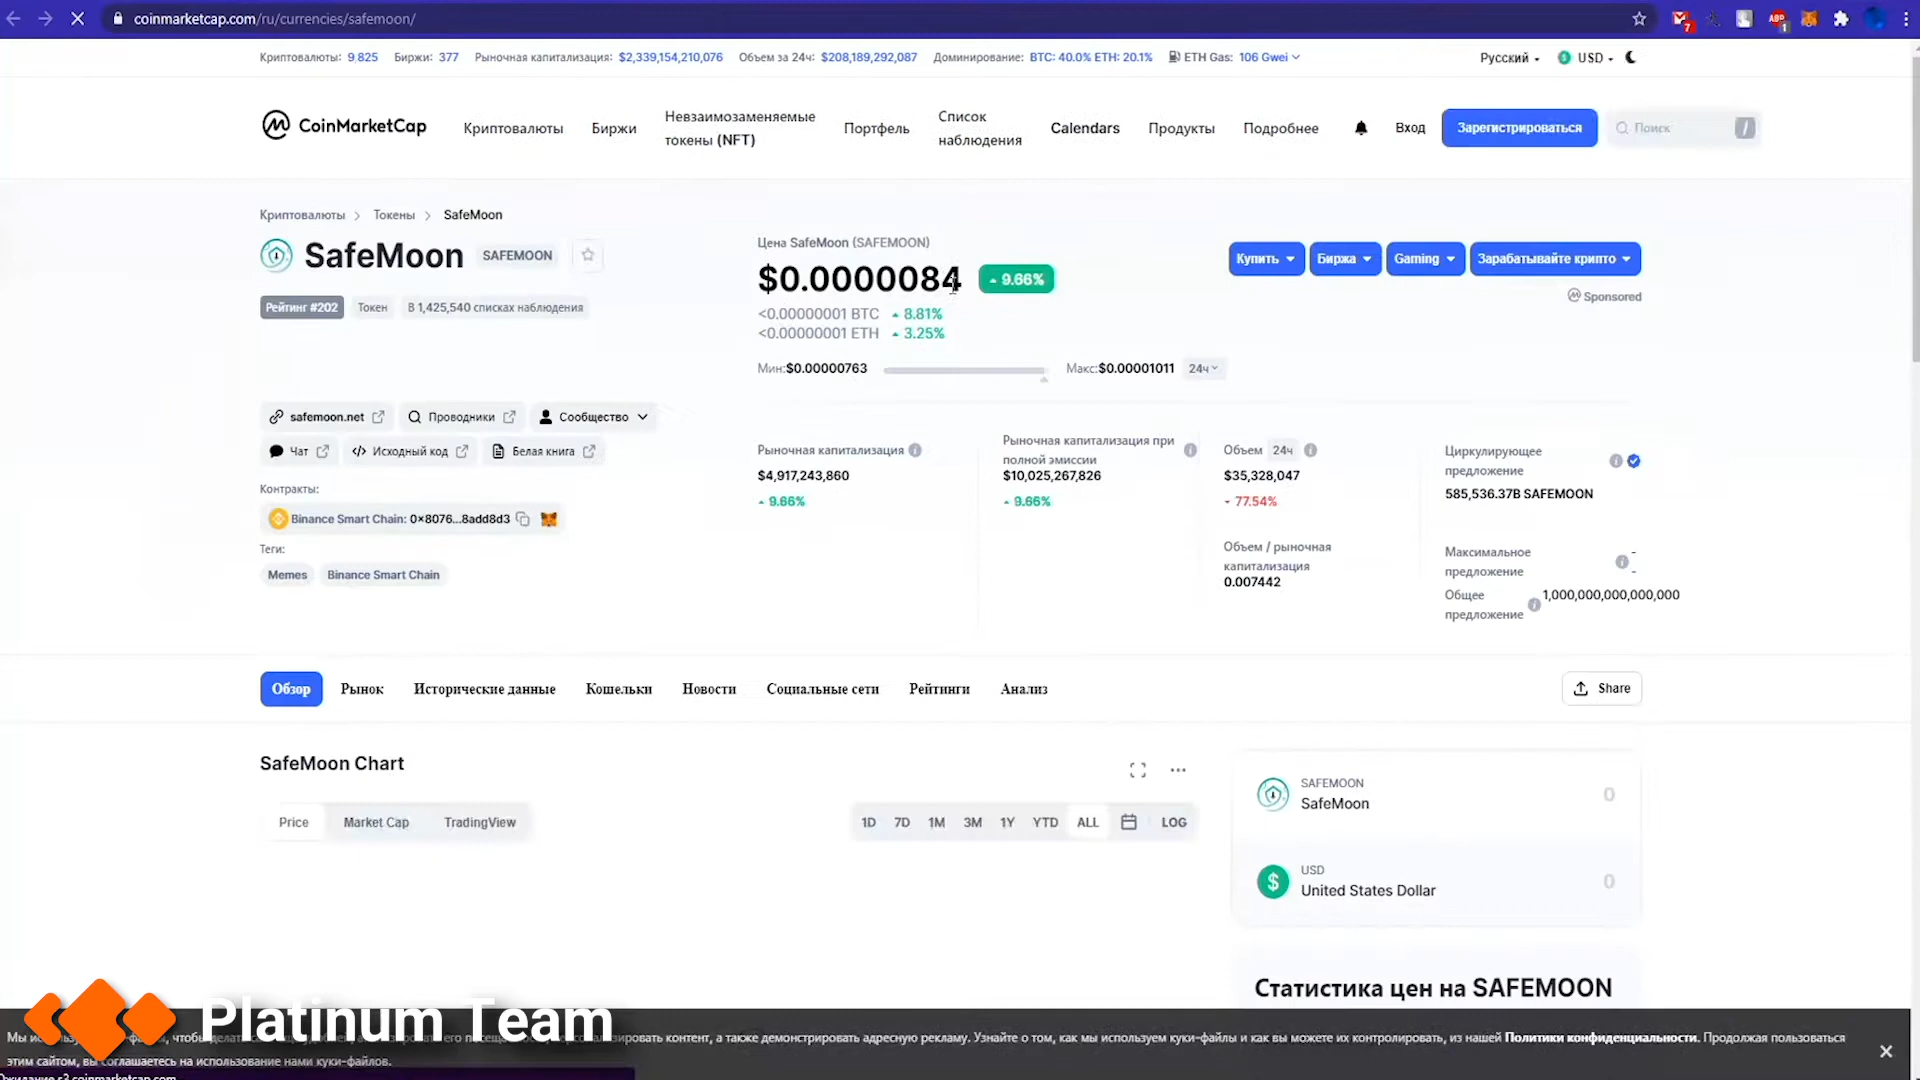 coinmarketcap.com/ru/currencies/safemoon/
Криптовалюты: 9 825 Биржи: 377 Рыночная капитализация: $2,339,154,210,076 Объем за 24ч: $208,189,292,087 Доминирование: BTC: 40.0% ETH: 20.1% ETH Gas: 106 Gwei Русский USD
CoinMarketCap
Криптовалюты Биржи Невзаимозаменяемые токены (NFT) Портфель Список наблюдения Calendars Продукты Подробнее Вход Зарегистрироваться Поиск /
Криптовалюты > Токены > SafeMoon
SafeMoon SAFEMOON
Рейтинг #202 Токен В 1,425,540 списках наблюдения
Цена SafeMoon (SAFEMOON)
$0.0000084 9.66%
<0.00000001 BTC 8.81%
<0.00000001 ETH 3.25%
Мин:$0.00000763 Макс:$0.00001011 24ч
Купить Биржа Gaming Зарабатывайте крипто
Sponsored
safemoon.net Проводники Сообщество
Чат Исходный код Белая книга
Контракты:
Binance Smart Chain: 0x8076...8add8d3
Теги:
Memes Binance Smart Chain
Рыночная капитализация
$4,917,243,860
9.66%
Рыночная капитализация при
полной эмиссии
$10,025,267,826
9.66%
Объем 24ч
$35,328,047
77.54%
Объем / рыночная
капитализация
0.007442
Циркулирующее
предложение
585,536.37B SAFEMOON
Максимальное
предложение
-
-
Общее
предложение
1,000,000,000,000,000
Обзор Рынок Исторические данные Кошельки Новости Социальные сети Рейтинги Анализ Share
SafeMoon Chart
Price Market Cap TradingView
1D 7D 1M 3M 1Y YTD ALL LOG
SAFEMOON
SafeMoon
0
USD
United States Dollar
0
Статистика цен на SAFEMOON
Platinum Team
контент, а также демонстрировать адресную рекламу. Узнайте о том, как мы используем куки-файлы и как вы можете их контролировать, из нашей Политики конфиденциальности. Продолжая пользоваться
этим сайтом, вы соглашаетесь на использование нами куки-файлов.